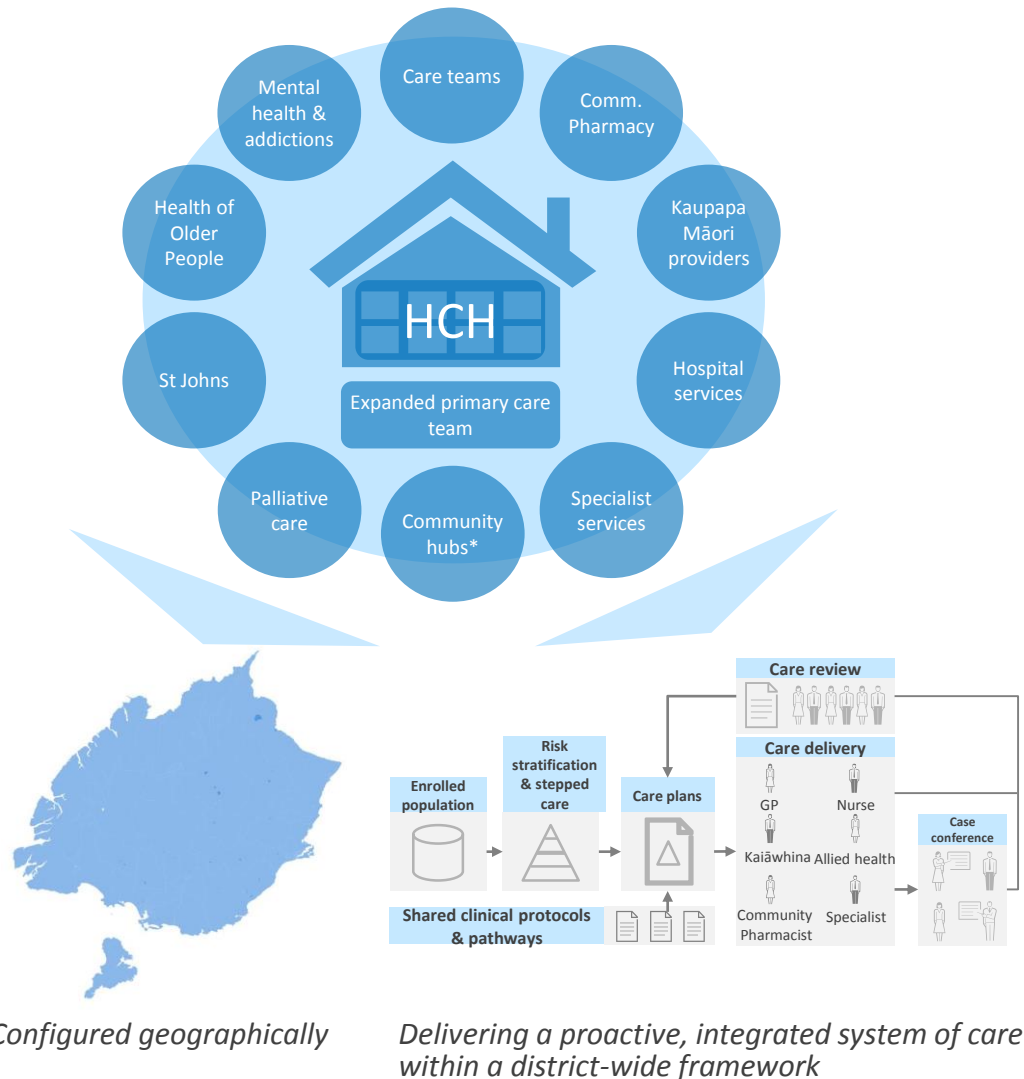 Care teams
Mental
health &
addictions
Comm.
Pharmacy
Health of
Older
People
Kaupapa
Māori
providers
HCH
St Johns
Hospital
services
Expanded primary care
team
Palliative
care
Community
hubs*
Specialist
services
Care review
Risk
stratification
& stepped
care
Enrolled
population
Care plans
Care delivery
GP
Nurse
Kaiāwhina
Allied health
Community
Pharmacist
Specialist
Case
conference
Shared clinical protocols
& pathways
Configured geographically
Delivering a proactive, integrated system of care
within a district-wide framework